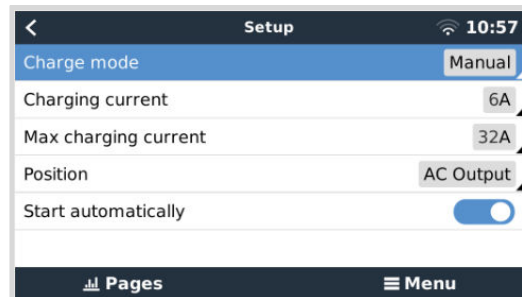 Setup 10:57
Charge mode Manual
Charging current 6A
Max charging current 32A
Position AC Output
Start automatically
Pages Menu